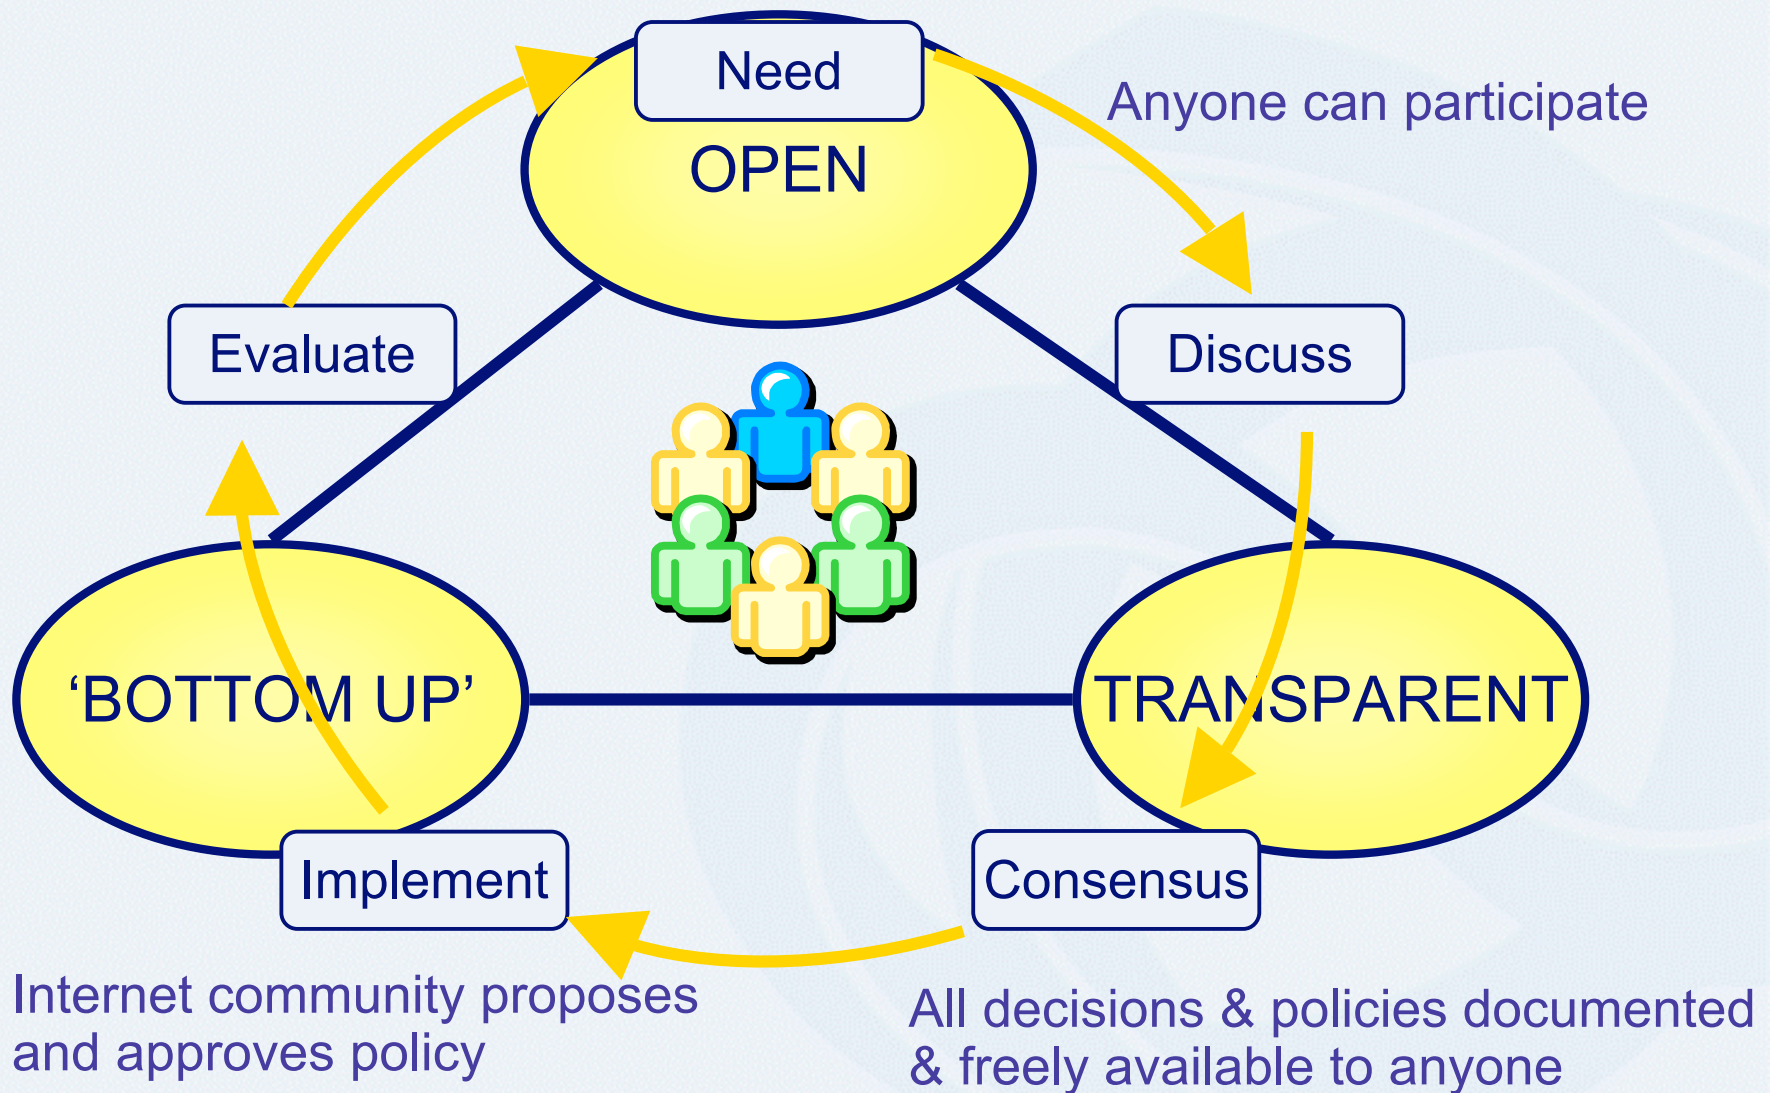 Need
OPEN
Anyone can participate
Evaluate
Discuss
‘BOTTOM UP’
TRANSPARENT
Implement
Consensus
Internet community proposes
and approves policy
All decisions & policies documented
& freely available to anyone